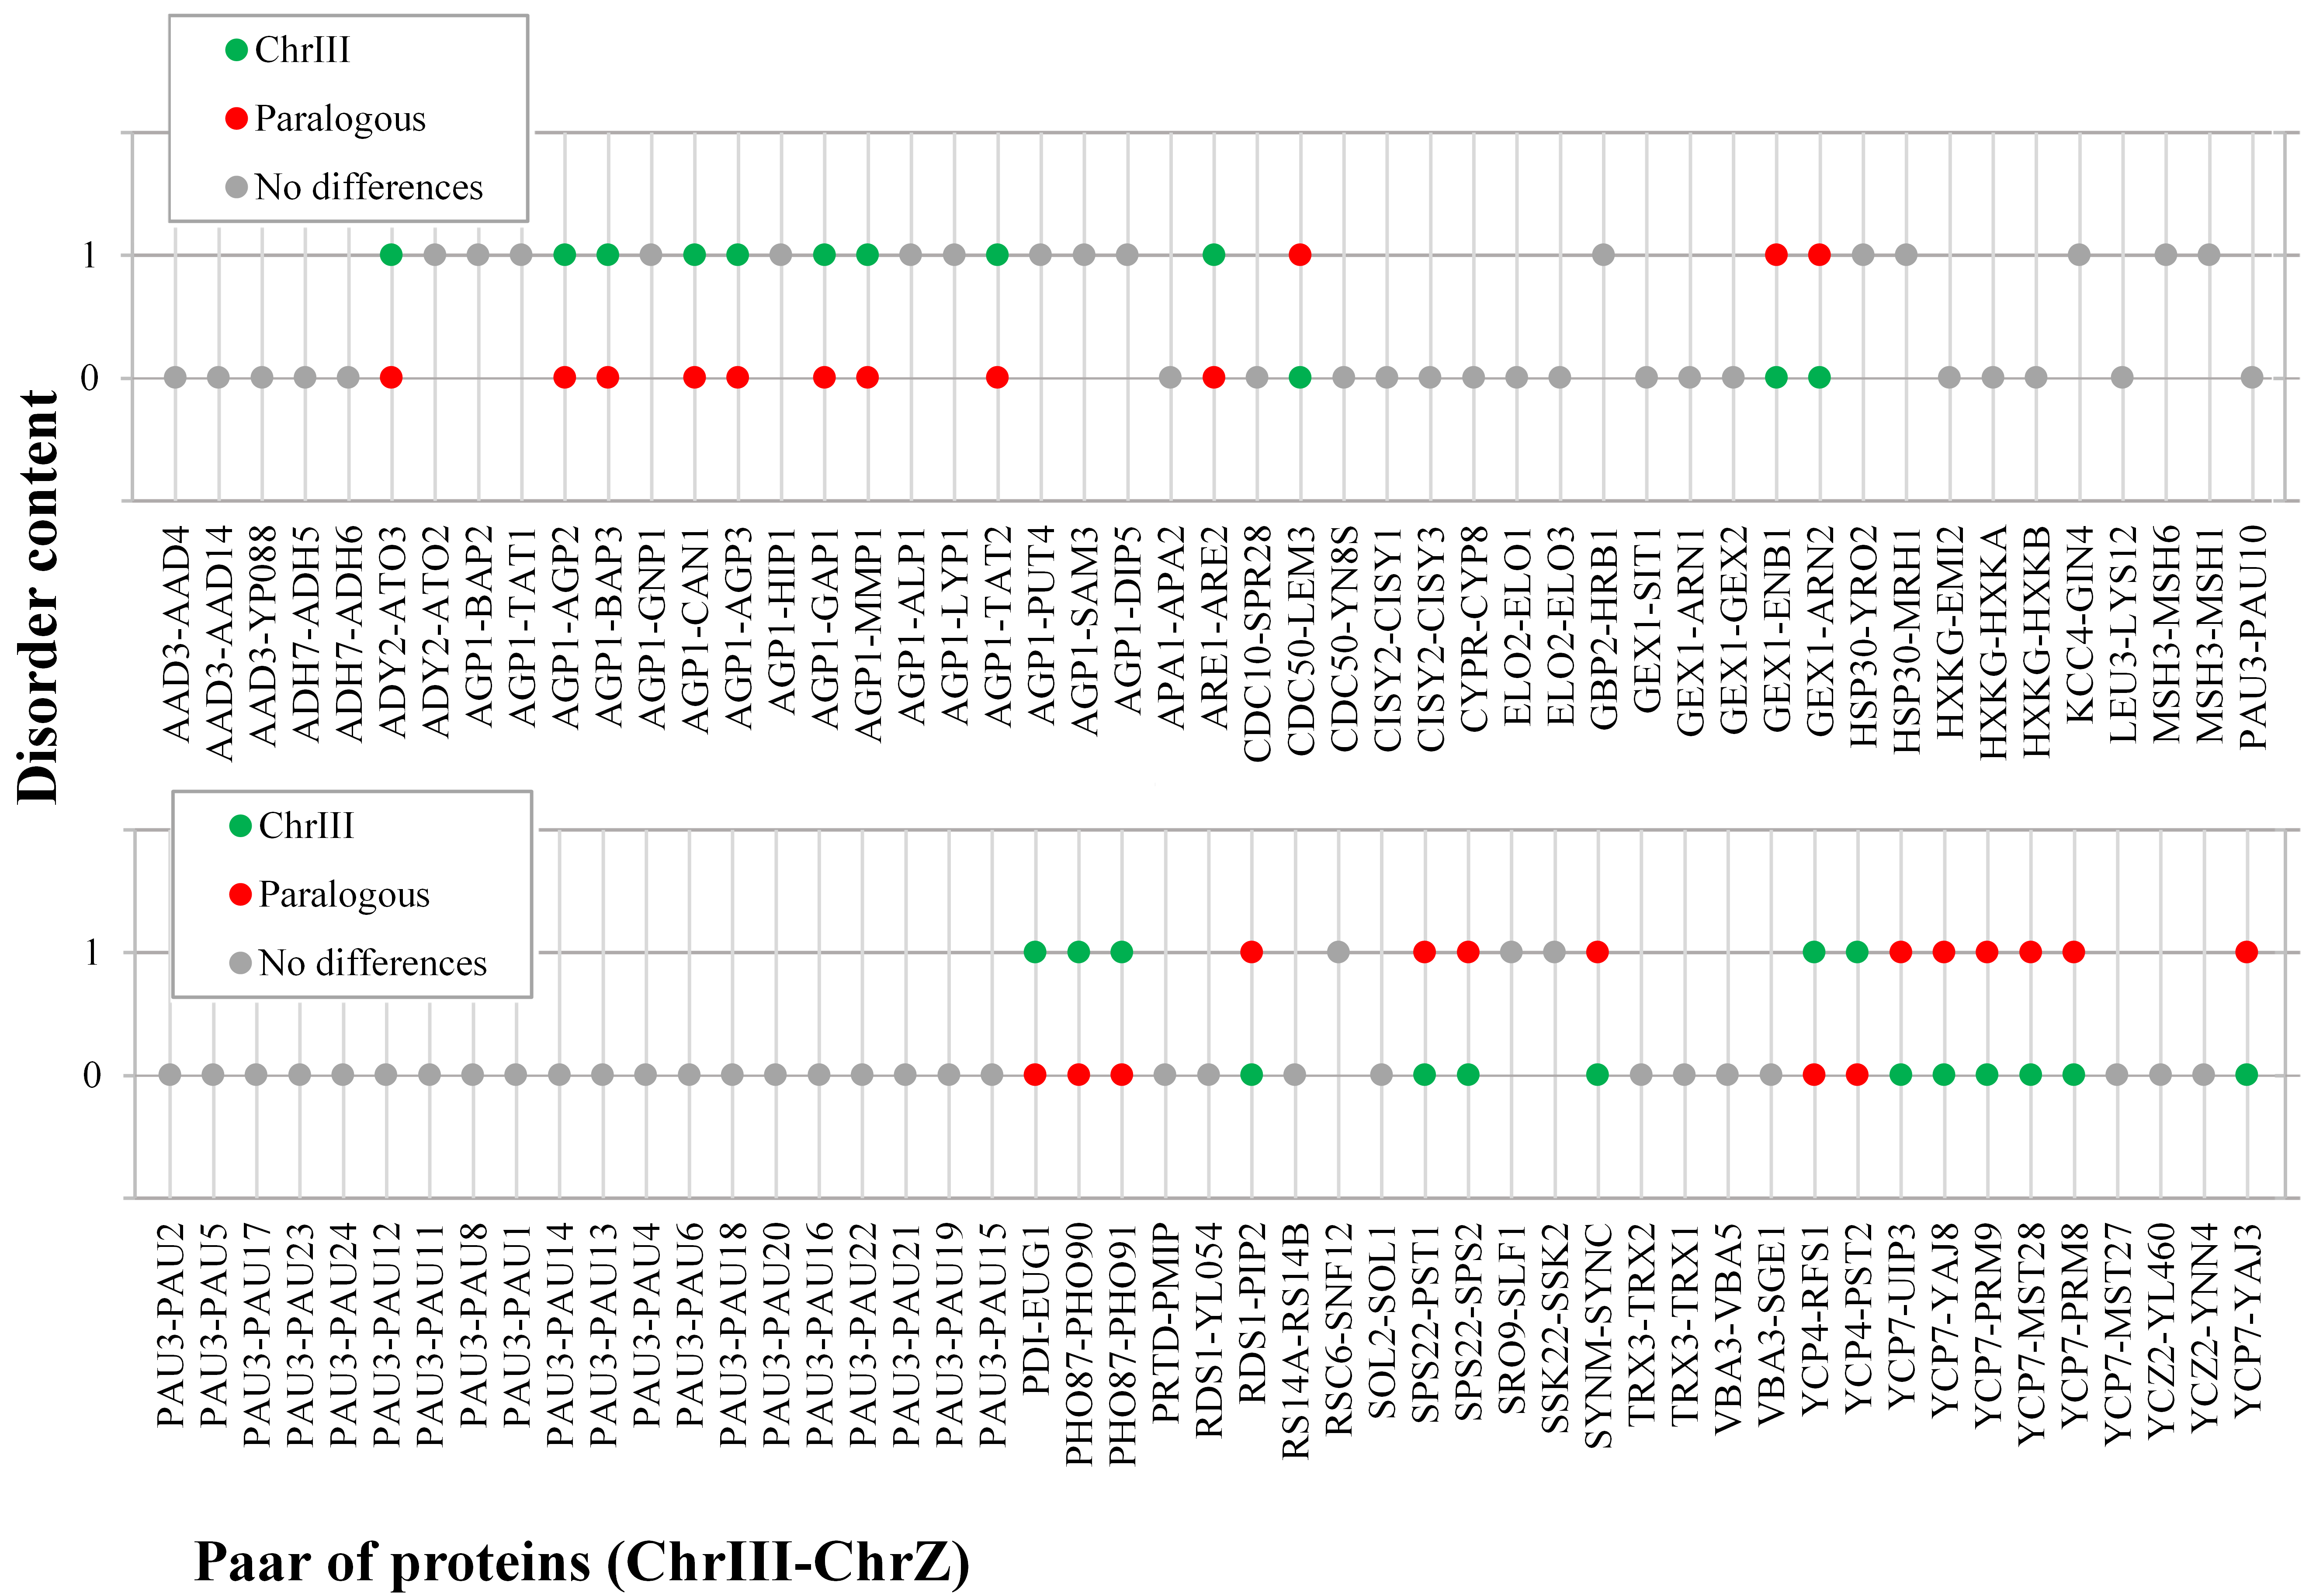 ChrIII
Paralogous
No differences
1
0
Disorder content
AAD3-AAD4
AAD3-AAD14
AAD3-YP088
ADH7-ADH5
ADH7-ADH6
ADY2-ATO3
ADY2-ATO2
AGP1-BAP2
AGP1-TAT1
AGP1-AGP2
AGP1-BAP3
AGP1-GNP1
AGP1-CAN1
AGP1-AGP3
AGP1-HIP1
AGP1-GAP1
AGP1-MMP1
AGP1-ALP1
AGP1-LYP1
AGP1-TAT2
AGP1-PUT4
AGP1-SAM3
AGP1-DIP5
APA1-APA2
ARE1-ARE2
CDC10-SPR28
CDC50-LEM3
CDC50-YN8S
CISY2-CISY1
CISY2-CISY3
CYPR-CYP8
ELO2-ELO1
ELO2-ELO3
GBP2-HRB1
GEX1-SIT1
GEX1-ARN1
GEX1-GEX2
GEX1-ENB1
GEX1-ARN2
HSP30-YRO2
HSP30-MRH1
HXKG-EMI2
HXKG-HXKA
HXKG-HXKB
KCC4-GIN4
LEU3-LYS12
MSH3-MSH6
MSH3-MSH1
PAU3-PAU10
ChrIII
Paralogous
No differences
1
0
PAU3-PAU2
PAU3-PAU5
PAU3-PAU17
PAU3-PAU23
PAU3-PAU24
PAU3-PAU12
PAU3-PAU11
PAU3-PAU8
PAU3-PAU1
PAU3-PAU14
PAU3-PAU13
PAU3-PAU4
PAU3-PAU6
PAU3-PAU18
PAU3-PAU20
PAU3-PAU16
PAU3-PAU22
PAU3-PAU21
PAU3-PAU19
PAU3-PAU15
PDI-EUG1
PHO87-PHO90
PHO87-PHO91
PRTD-PMIP
RDS1-YL054
RDS1-PIP2
RS14A-RS14B
RSC6-SNF12
SOL2-SOL1
SPS22-PST1
SPS22-SPS2
SRO9-SLF1
SSK22-SSK2
SYNM-SYNC
TRX3-TRX2
TRX3-TRX1
VBA3-VBA5
VBA3-SGE1
YCP4-RFS1
YCP4-PST2
YCP7-UIP3
YCP7-YAJ8
YCP7-PRM9
YCP7-MST28
YCP7-PRM8
YCP7-MST27
YCZ2-YL460
YCZ2-YNN4
YCP7-YAJ3
Paar of proteins (ChrIII-ChrZ)